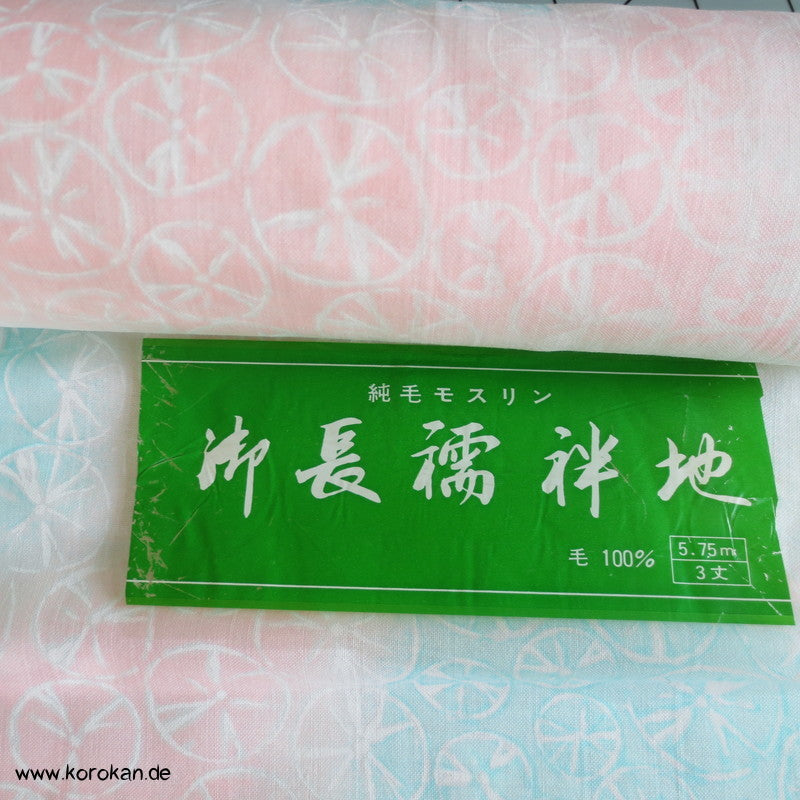 純毛モスリン
御長襦袢地
毛 100%
5.75m
3丈
www.korokan.de